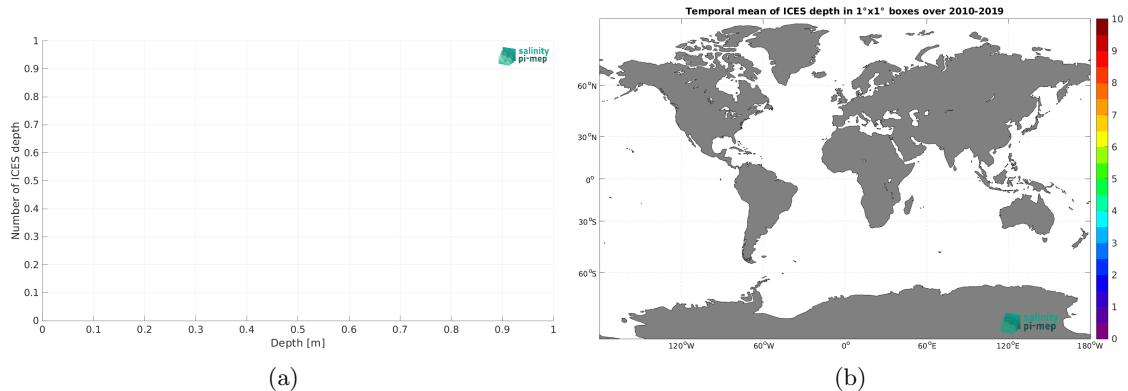 Temporal mean of ICES depth in 1°x1° boxes over 2010-2019
1
0.9
0.8
0.7
0.6
0.5
0.4
0.3
0.2
0.1
0
Number of ICES depth
0 0.1 0.2 0.3 0.4 0.5 0.6 0.7 0.8 0.9 1
Depth [m]
salinity
pi-mep
(a)
60°N
30°N
0°
30°S
60°S
120°W 60°W 0° 60°E 120°E 180°W
salinity
pi-mep
10
9
8
7
6
5
4
3
2
1
0
(b)